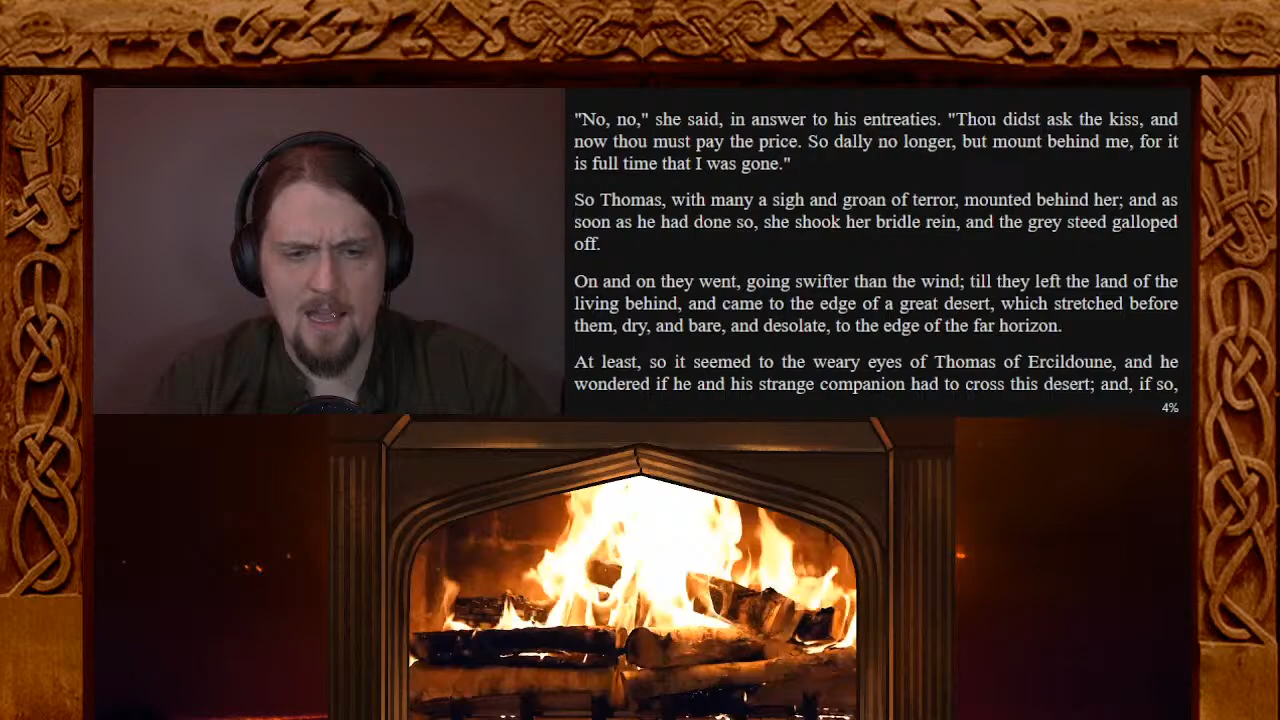 "No, no," she said, in answer to his entreaties. "Thou didst ask the kiss, and
now thou must pay the price. So dally no longer, but mount behind me, for it
is full time that I was gone."
So Thomas, with many a sigh and groan of terror, mounted behind her; and as
soon as he had done so, she shook her bridle rein, and the grey steed galloped
off.
On and on they went, going swifter than the wind; till they left the land of the
living behind, and came to the edge of a great desert, which stretched before
them, dry, and bare, and desolate, to the edge of the far horizon.
At least, so it seemed to the weary eyes of Thomas of Ercildoune, and he
wondered if he and his strange companion had to cross this desert; and, if so,
4%